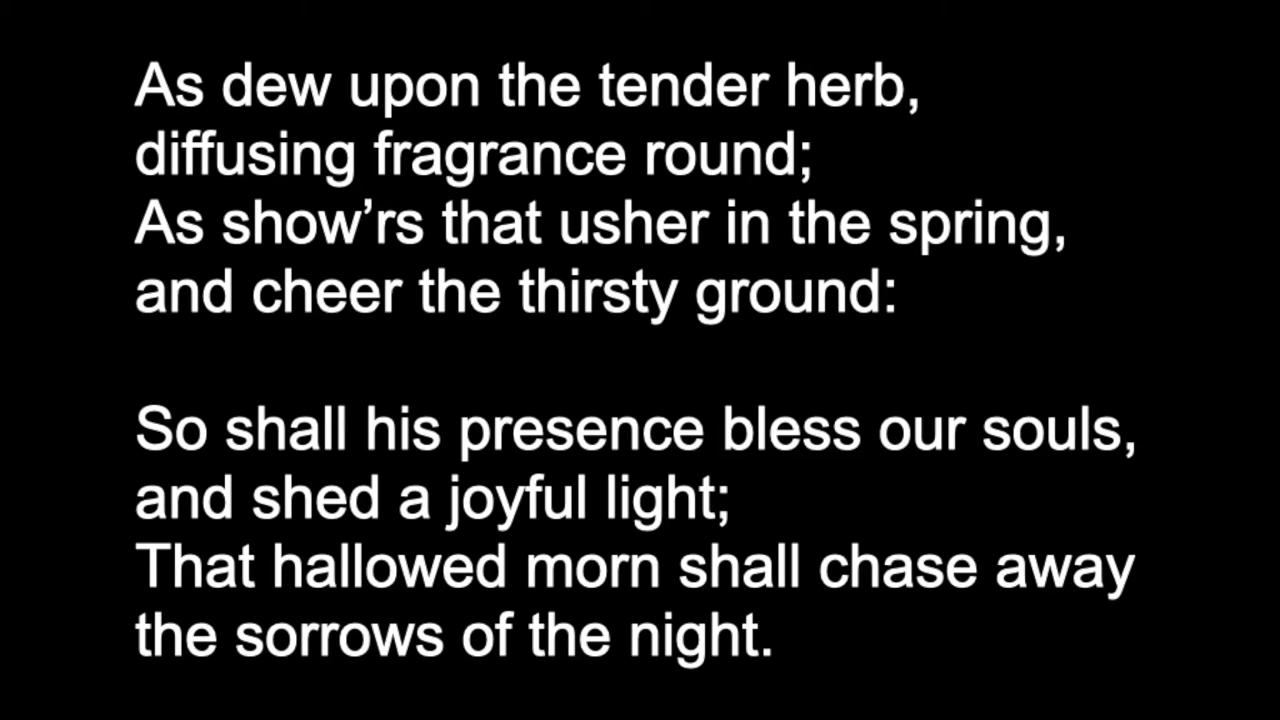 As dew upon the tender herb,
diffusing fragrance round;
As show’rs that usher in the spring,
and cheer the thirsty ground:
So shall his presence bless our souls,
and shed a joyful light;
That hallowed morn shall chase away
the sorrows of the night.